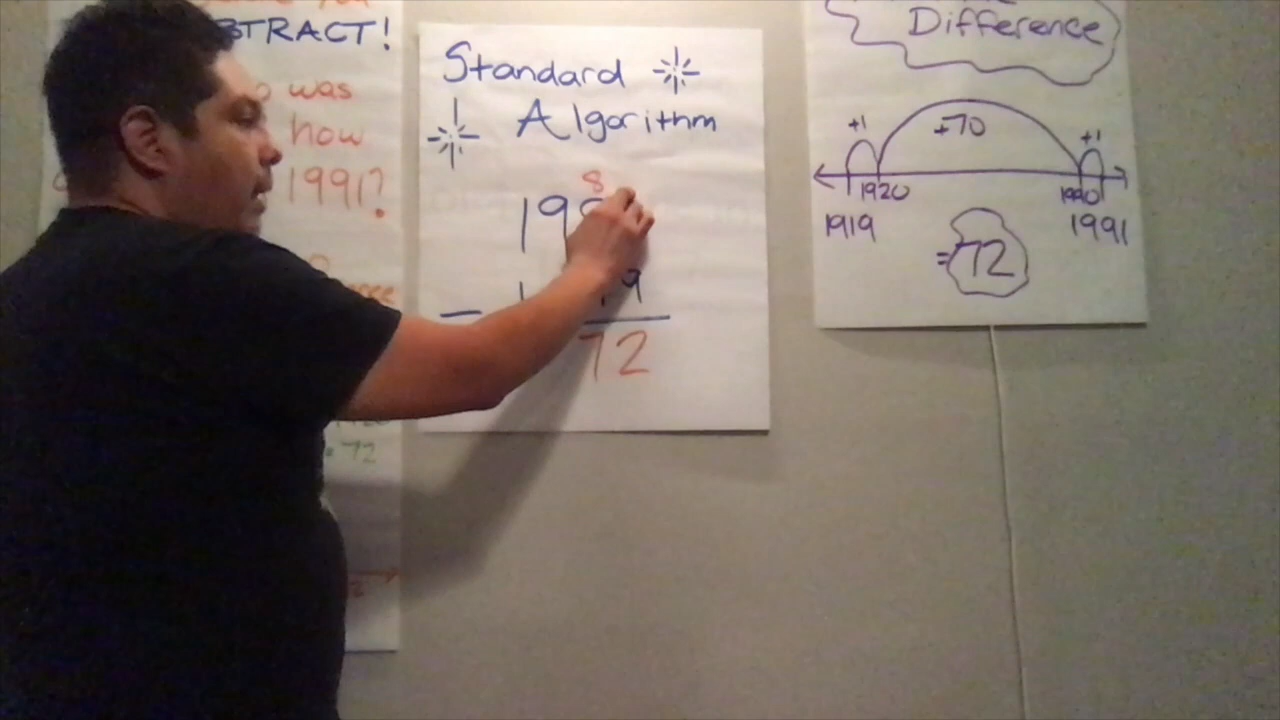 BTRACT!
was
how
1991?
72
Standard
Algorithm
8
19
9
72
Difference
+1 +70 +1
1920 1990
1919 1991
=72